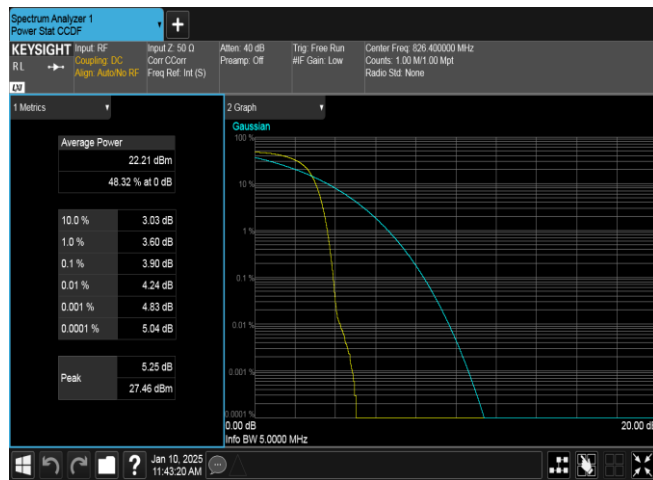 Spectrum Analyzer 1
Power Stat CCDF
KEYSIGHT
RL
LXI
Input: RF
Coupling: DC
Align: Auto/No RF
Input Z: 50 Ω
Corr CCorr
Freq Ref: Int (S)
Atten: 40 dB
Preamp: Off
Trig: Free Run
#IF Gain: Low
Center Freq: 826.400000 MHz
Counts: 1.00 M/1.00 Mpt
Radio Std: None
1 Metrics
Average Power
22.21 dBm
48.32 % at 0 dB
10.0 % 3.03 dB
1.0 % 3.60 dB
0.1 % 3.90 dB
0.01 % 4.24 dB
0.001 % 4.83 dB
0.0001 % 5.04 dB
Peak
5.25 dB
27.46 dBm
2 Graph
Gaussian
100 %
10 %
1 %
0.1 %
0.01 %
0.001 %
0.0001 %
0.00 dB
20.00 d
Info BW 5.0000 MHz
?
Jan 10, 2025
11:43:20 AM